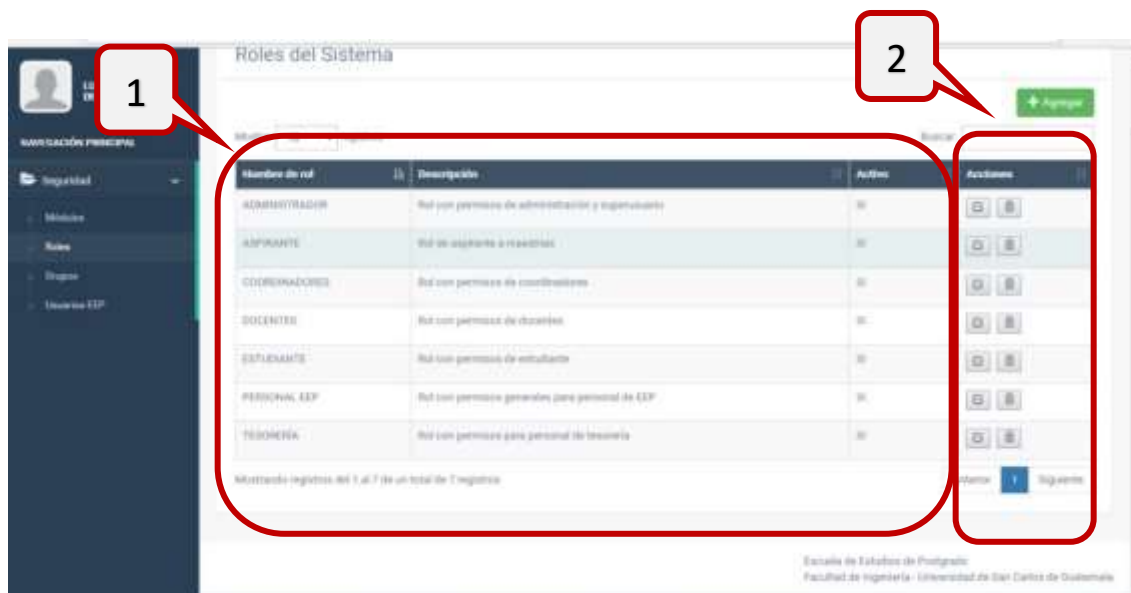 1
2
Roles del Sistema
Agregar
NAVEGACIÓN PRINCIPAL
Buscar
Seguridad
Nombre de rol Descripción Activo Acciones
Módulos
ADMINISTRADOR Rol con permisos de administración y superusuario SI
Roles
ASPIRANTE Rol de aspirante a maestrías SI
Grupos
COORDINADORES Rol con permisos de coordinadores SI
Usuarios EEP
DOCENTES Rol con permisos de docentes SI
ESTUDIANTE Rol con permisos de estudiante SI
PERSONAL EEP Rol con permisos generales para personal de EEP SI
TESORERÍA Rol con permisos para personal de tesorería SI
Mostrando registros del 1 al 7 de un total de 7 registros
1 Siguiente
Escuela de Estudios de Postgrado
Facultad de Ingeniería - Universidad de San Carlos de Guatemala